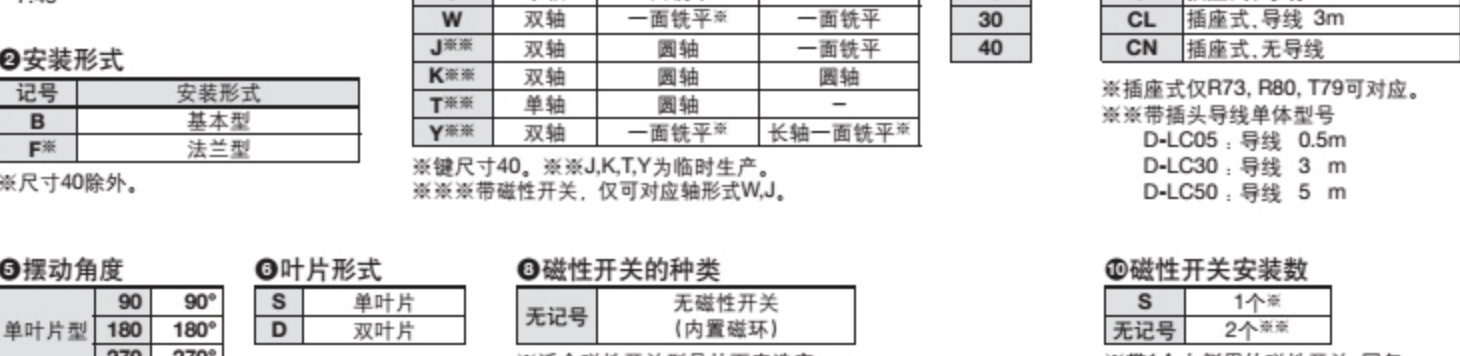 W 双轴 一面铣平※ 一面铣平
J※※ 双轴 圆轴 一面铣平
K※※ 双轴 圆轴 圆轴
T※※ 单轴 圆轴 −
Y※※ 双轴 一面铣平※ 长轴一面铣平※
※键尺寸40。※※J,K,T,Y为临时生产。
※※※带磁性开关，仅可对应轴形式W,J。
❷安装形式
记号 安装形式
B 基本型
F※ 法兰型
※尺寸40除外。
30
40
CL 插座式,导线 3m
CN 插座式,无导线
※插座式仅R73, R80, T79可对应。
※※带插头导线单体型号
D-LC05：导线 0.5m
D-LC30：导线 3 m
D-LC50：导线 5 m
❺摆动角度
单叶片型 90 90°
180 180°
270 270°
❻叶片形式
S 单叶片
D 双叶片
❽磁性开关的种类
无记号 无磁性开关
(内置磁环)
❿磁性开关安装数
S 1个※
无记号 2个※※